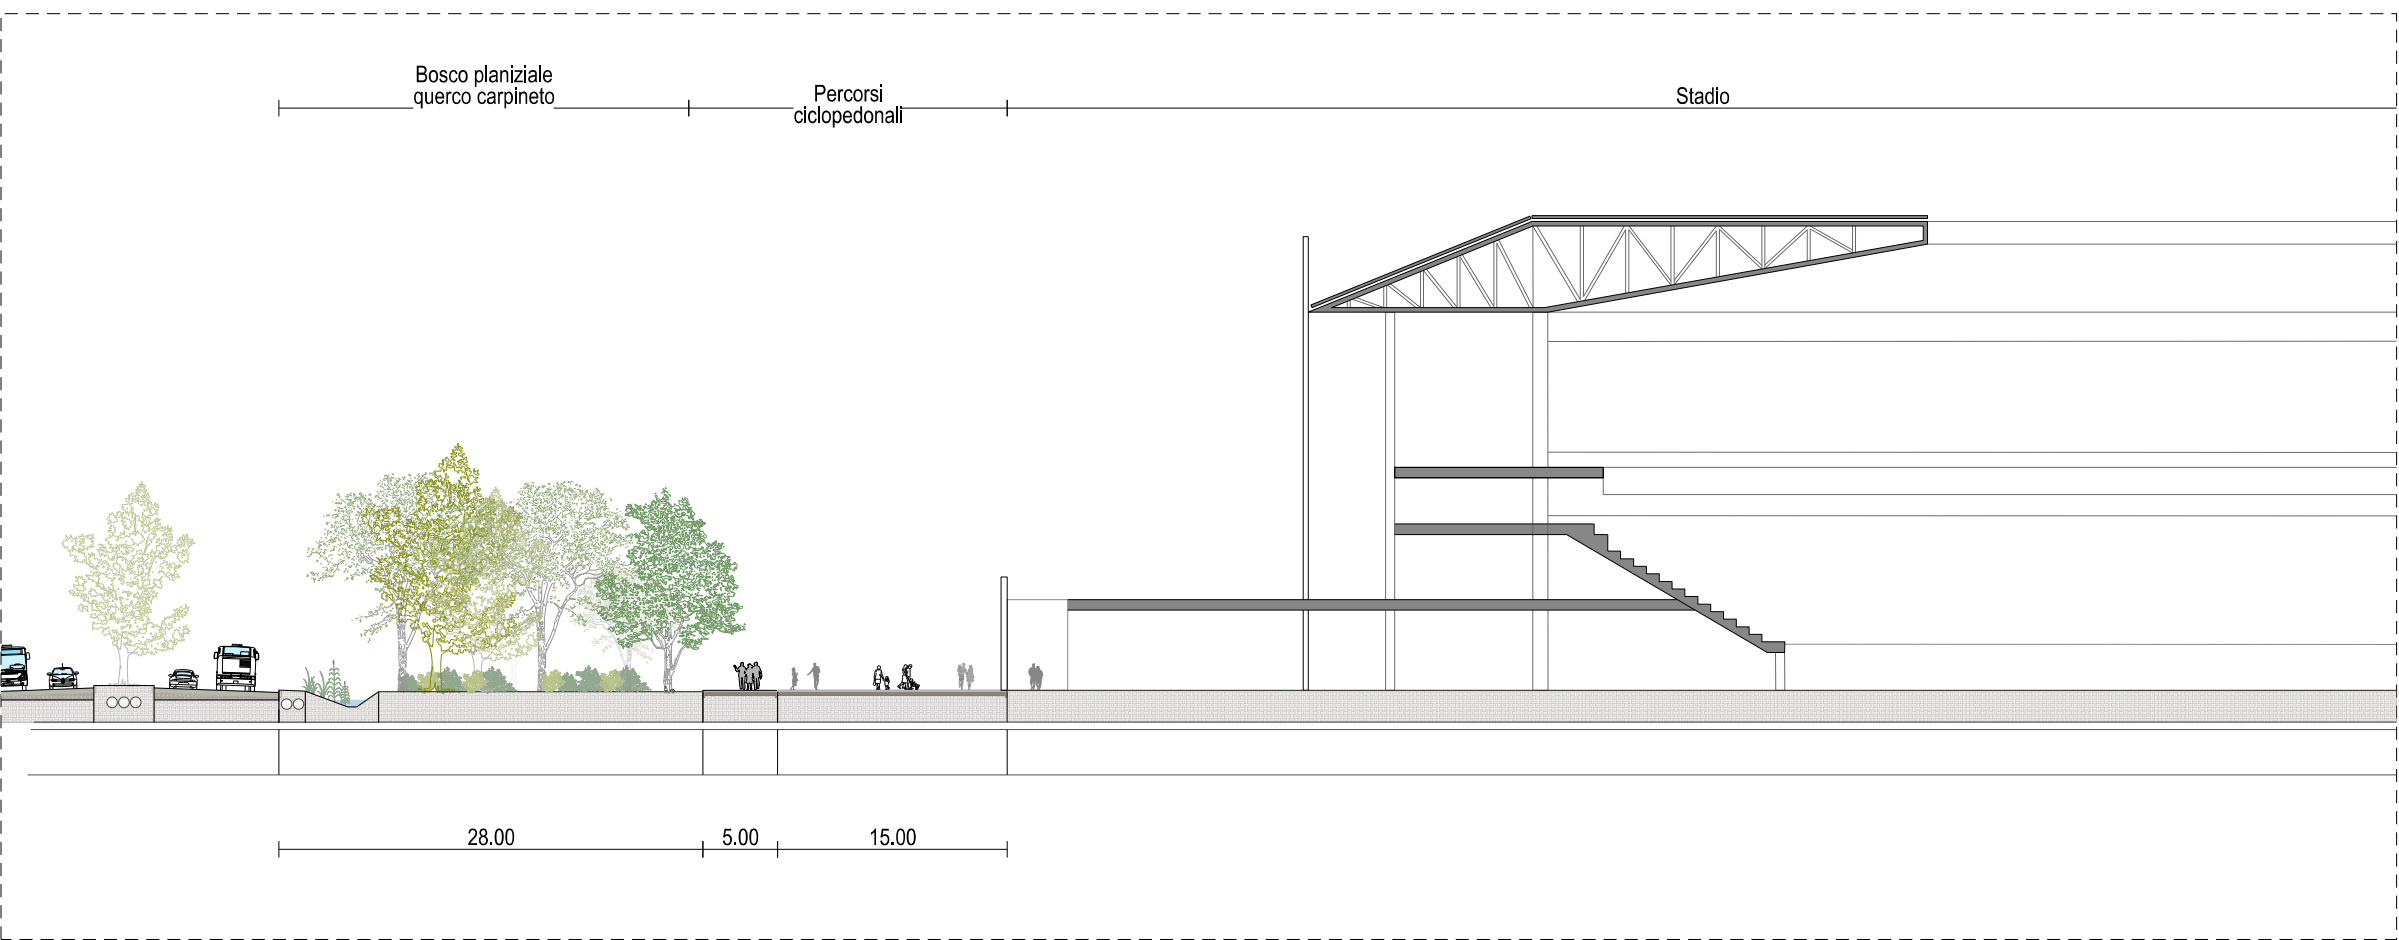 Bosco planiziale
querco carpineto
Percorsi
ciclopedonali
Stadio
28.00
5.00
15.00